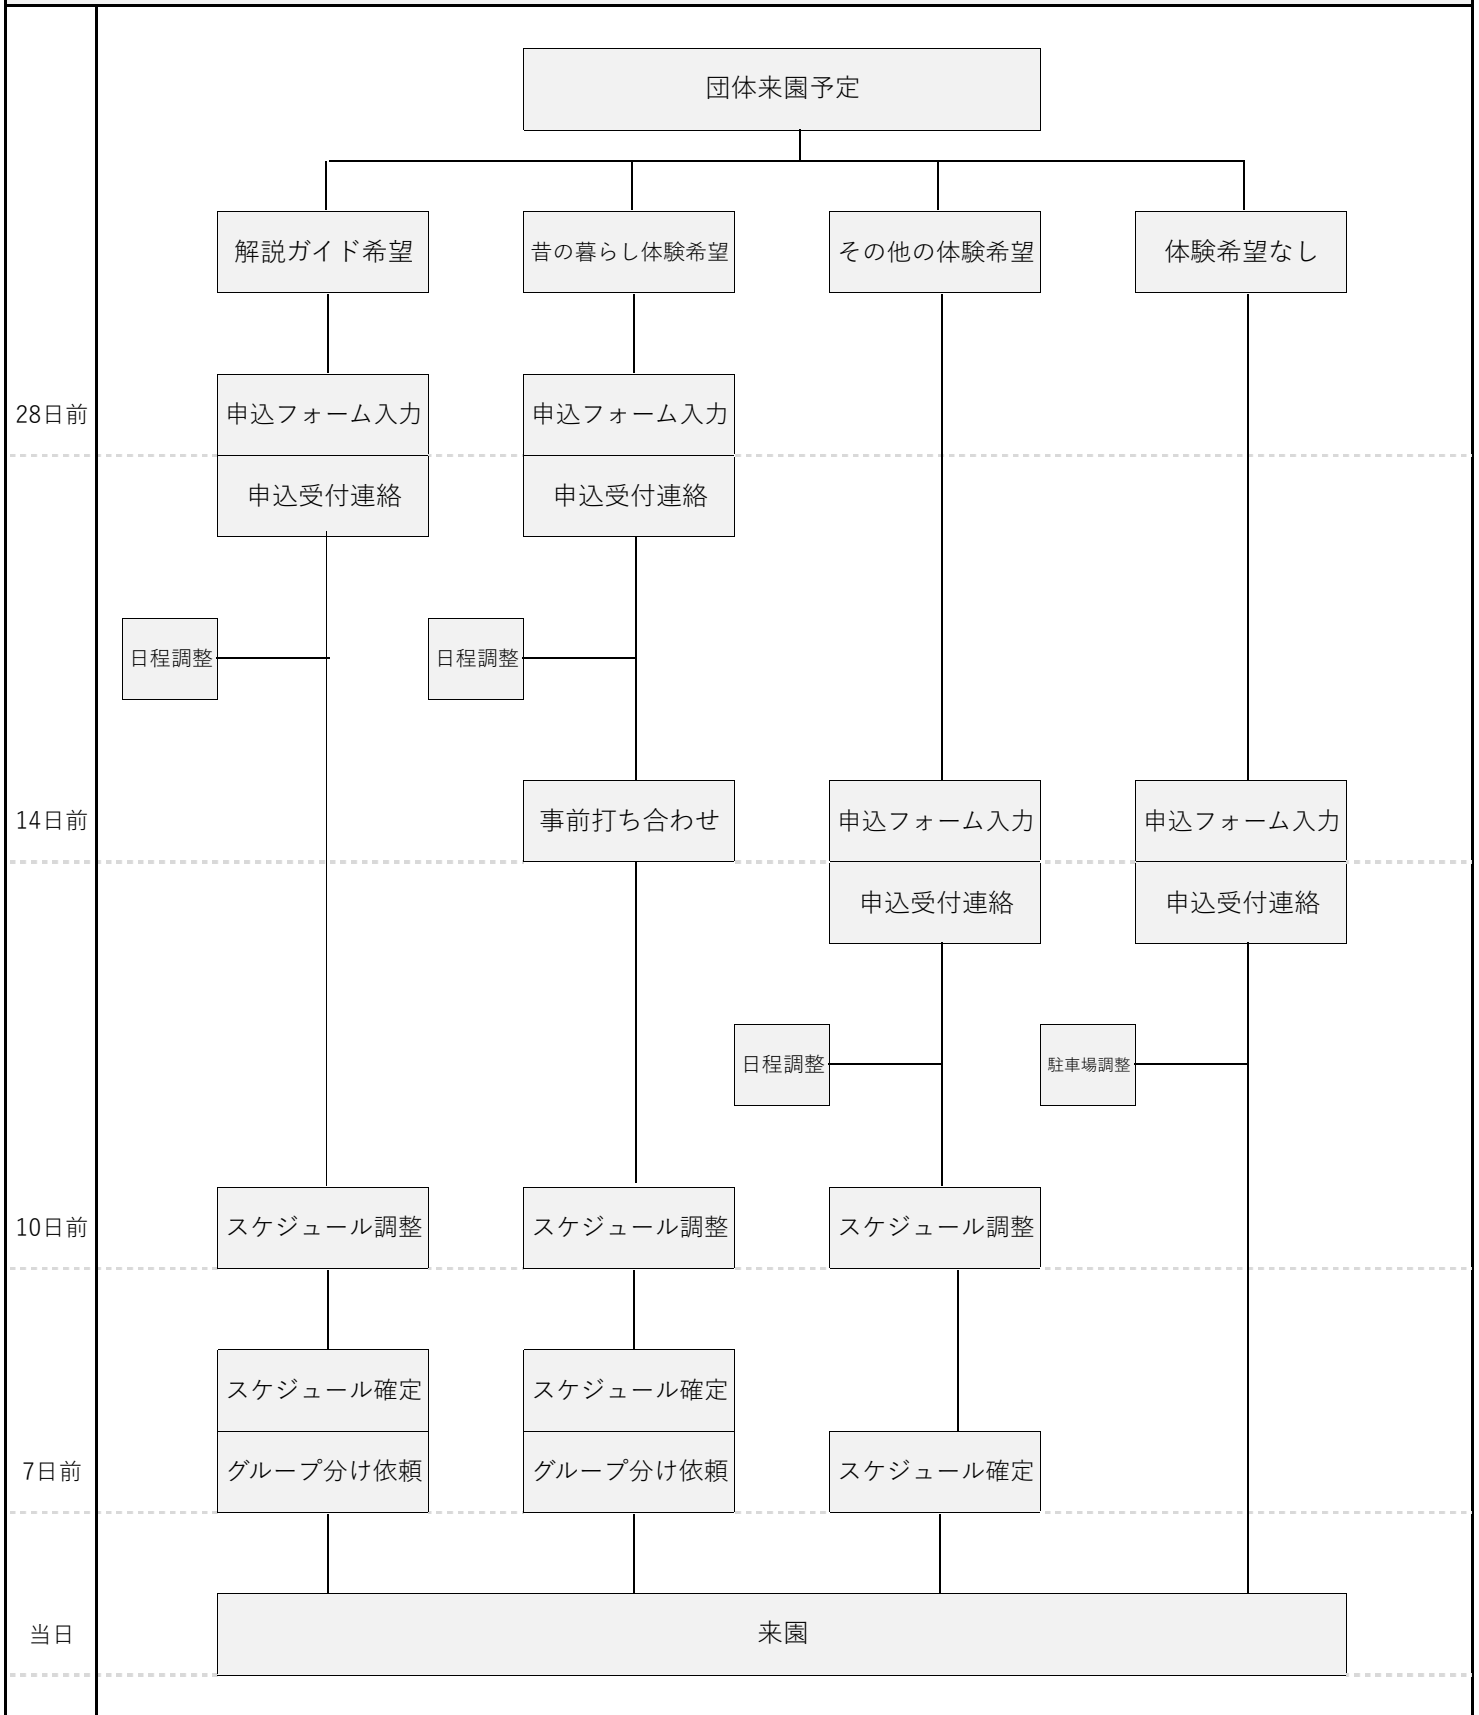 団体来園予定
解説ガイド希望
昔の暮らし体験希望
その他の体験希望
体験希望なし
28日前
申込フォーム入力
申込フォーム入力
申込受付連絡
申込受付連絡
日程調整
日程調整
14日前
事前打ち合わせ
申込フォーム入力
申込フォーム入力
申込受付連絡
申込受付連絡
日程調整
駐車場調整
10日前
スケジュール調整
スケジュール調整
スケジュール調整
スケジュール確定
スケジュール確定
7日前
グループ分け依頼
グループ分け依頼
スケジュール確定
当日
来園